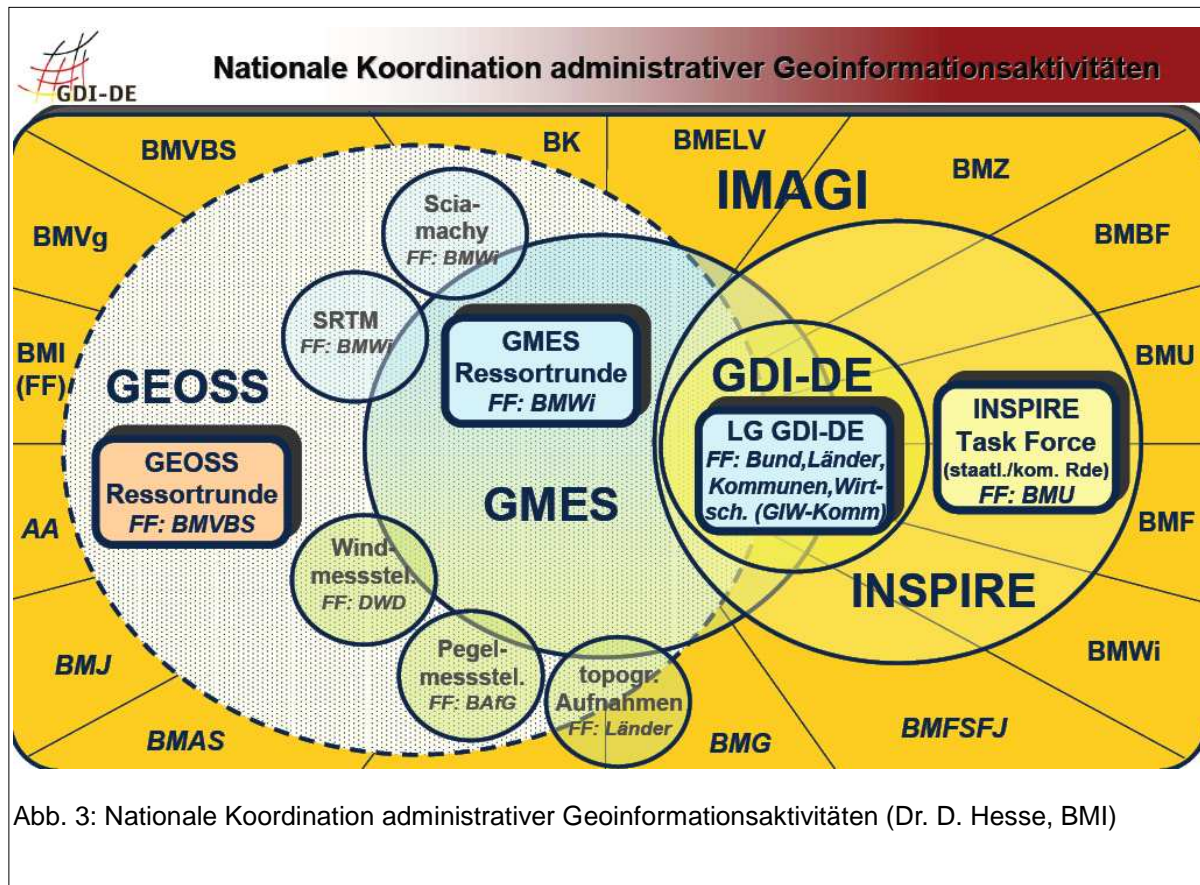 GDI-DE
Nationale Koordination administrativer Geoinformationsaktivitäten
BMVBS
BK
BMELV
IMAGI
BMZ
BMVg
BMBF
BMI
(FF)
BMU
AA
BMF
BMJ
BMWi
BMAS
BMG
BMFSFJ
Scia-
machy
FF: BMWi
SRTM
FF: BMWi
GEOSS
GEOSS
Ressortrunde
FF: BMVBS
GMES
Ressortrunde
FF: BMWi
GMES
GDI-DE
LG GDI-DE
FF: Bund,Länder,
Kommunen,Wirt-
sch. (GIW-Komm)
INSPIRE
Task Force
(staatl./kom. Rde)
FF: BMU
INSPIRE
Wind-
messstel.
FF: DWD
Pegel-
messstel.
FF: BAfG
topogr.
Aufnahmen
FF: Länder
Abb. 3: Nationale Koordination administrativer Geoinformationsaktivitäten (Dr. D. Hesse, BMI)